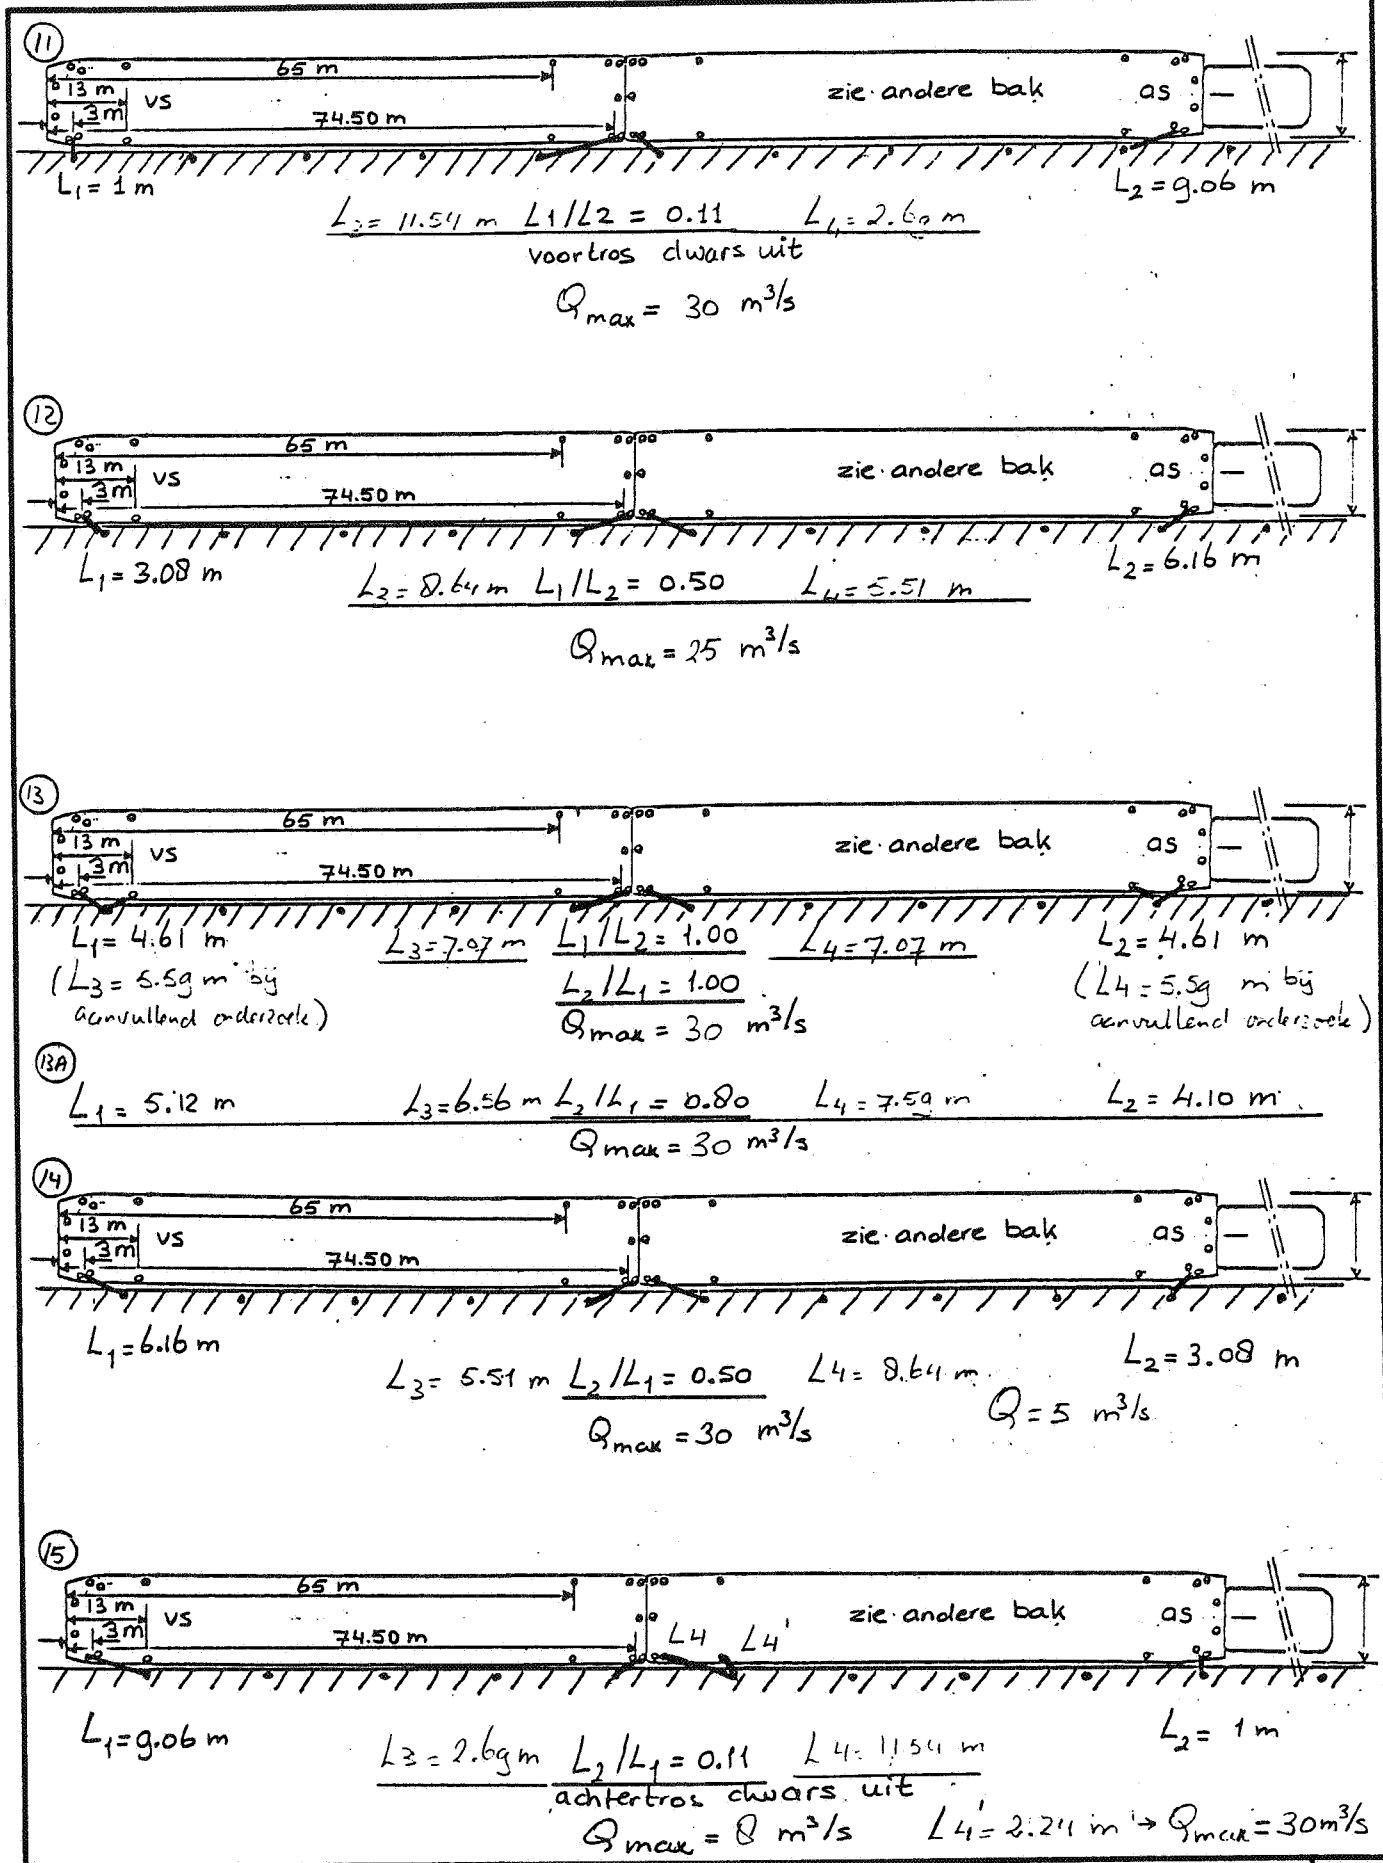 11
65 m
13 m VS zie andere bak as
3m
74.50 m
L1 = 1 m L2 = 9.06 m
L3 = 11.54 m L1/L2 = 0.11 L4 = 2.69 m
voortros dwars uit
Qmax = 30 m³/s
12
65 m
13 m VS zie andere bak as
3m
74.50 m
L1 = 3.08 m L2 = 6.16 m
L3 = 8.64 m L1/L2 = 0.50 L4 = 5.51 m
Qmax = 25 m³/s
13
65 m
13 m VS zie andere bak as
3m
74.50 m
L1 = 4.61 m L3 = 7.07 m L1/L2 = 1.00 L4 = 7.07 m L2 = 4.61 m
(L3 = 5.59 m bij L2/L1 = 1.00 (L4 = 5.59 m bij
aanvullend onderzoek) Qmax = 30 m³/s aanvullend onderzoek)
13A
L1 = 5.12 m L3 = 6.56 m L2/L1 = 0.80 L4 = 7.59 m L2 = 4.10 m
Qmax = 30 m³/s
14
65 m
13 m VS zie andere bak as
3m
74.50 m
L1 = 6.16 m L2 = 3.08 m
L3 = 5.51 m L2/L1 = 0.50 L4 = 8.64 m
Qmax = 30 m³/s Q = 5 m³/s
15
65 m
13 m VS zie andere bak as
3m
74.50 m L4 L4'
L1 = 9.06 m L2 = 1 m
L3 = 2.69 m L2/L1 = 0.11 L4 = 11.54 m
achtertros dwars uit
Qmax = 8 m³/s L4' = 2.24 m → Qmax = 30 m³/s